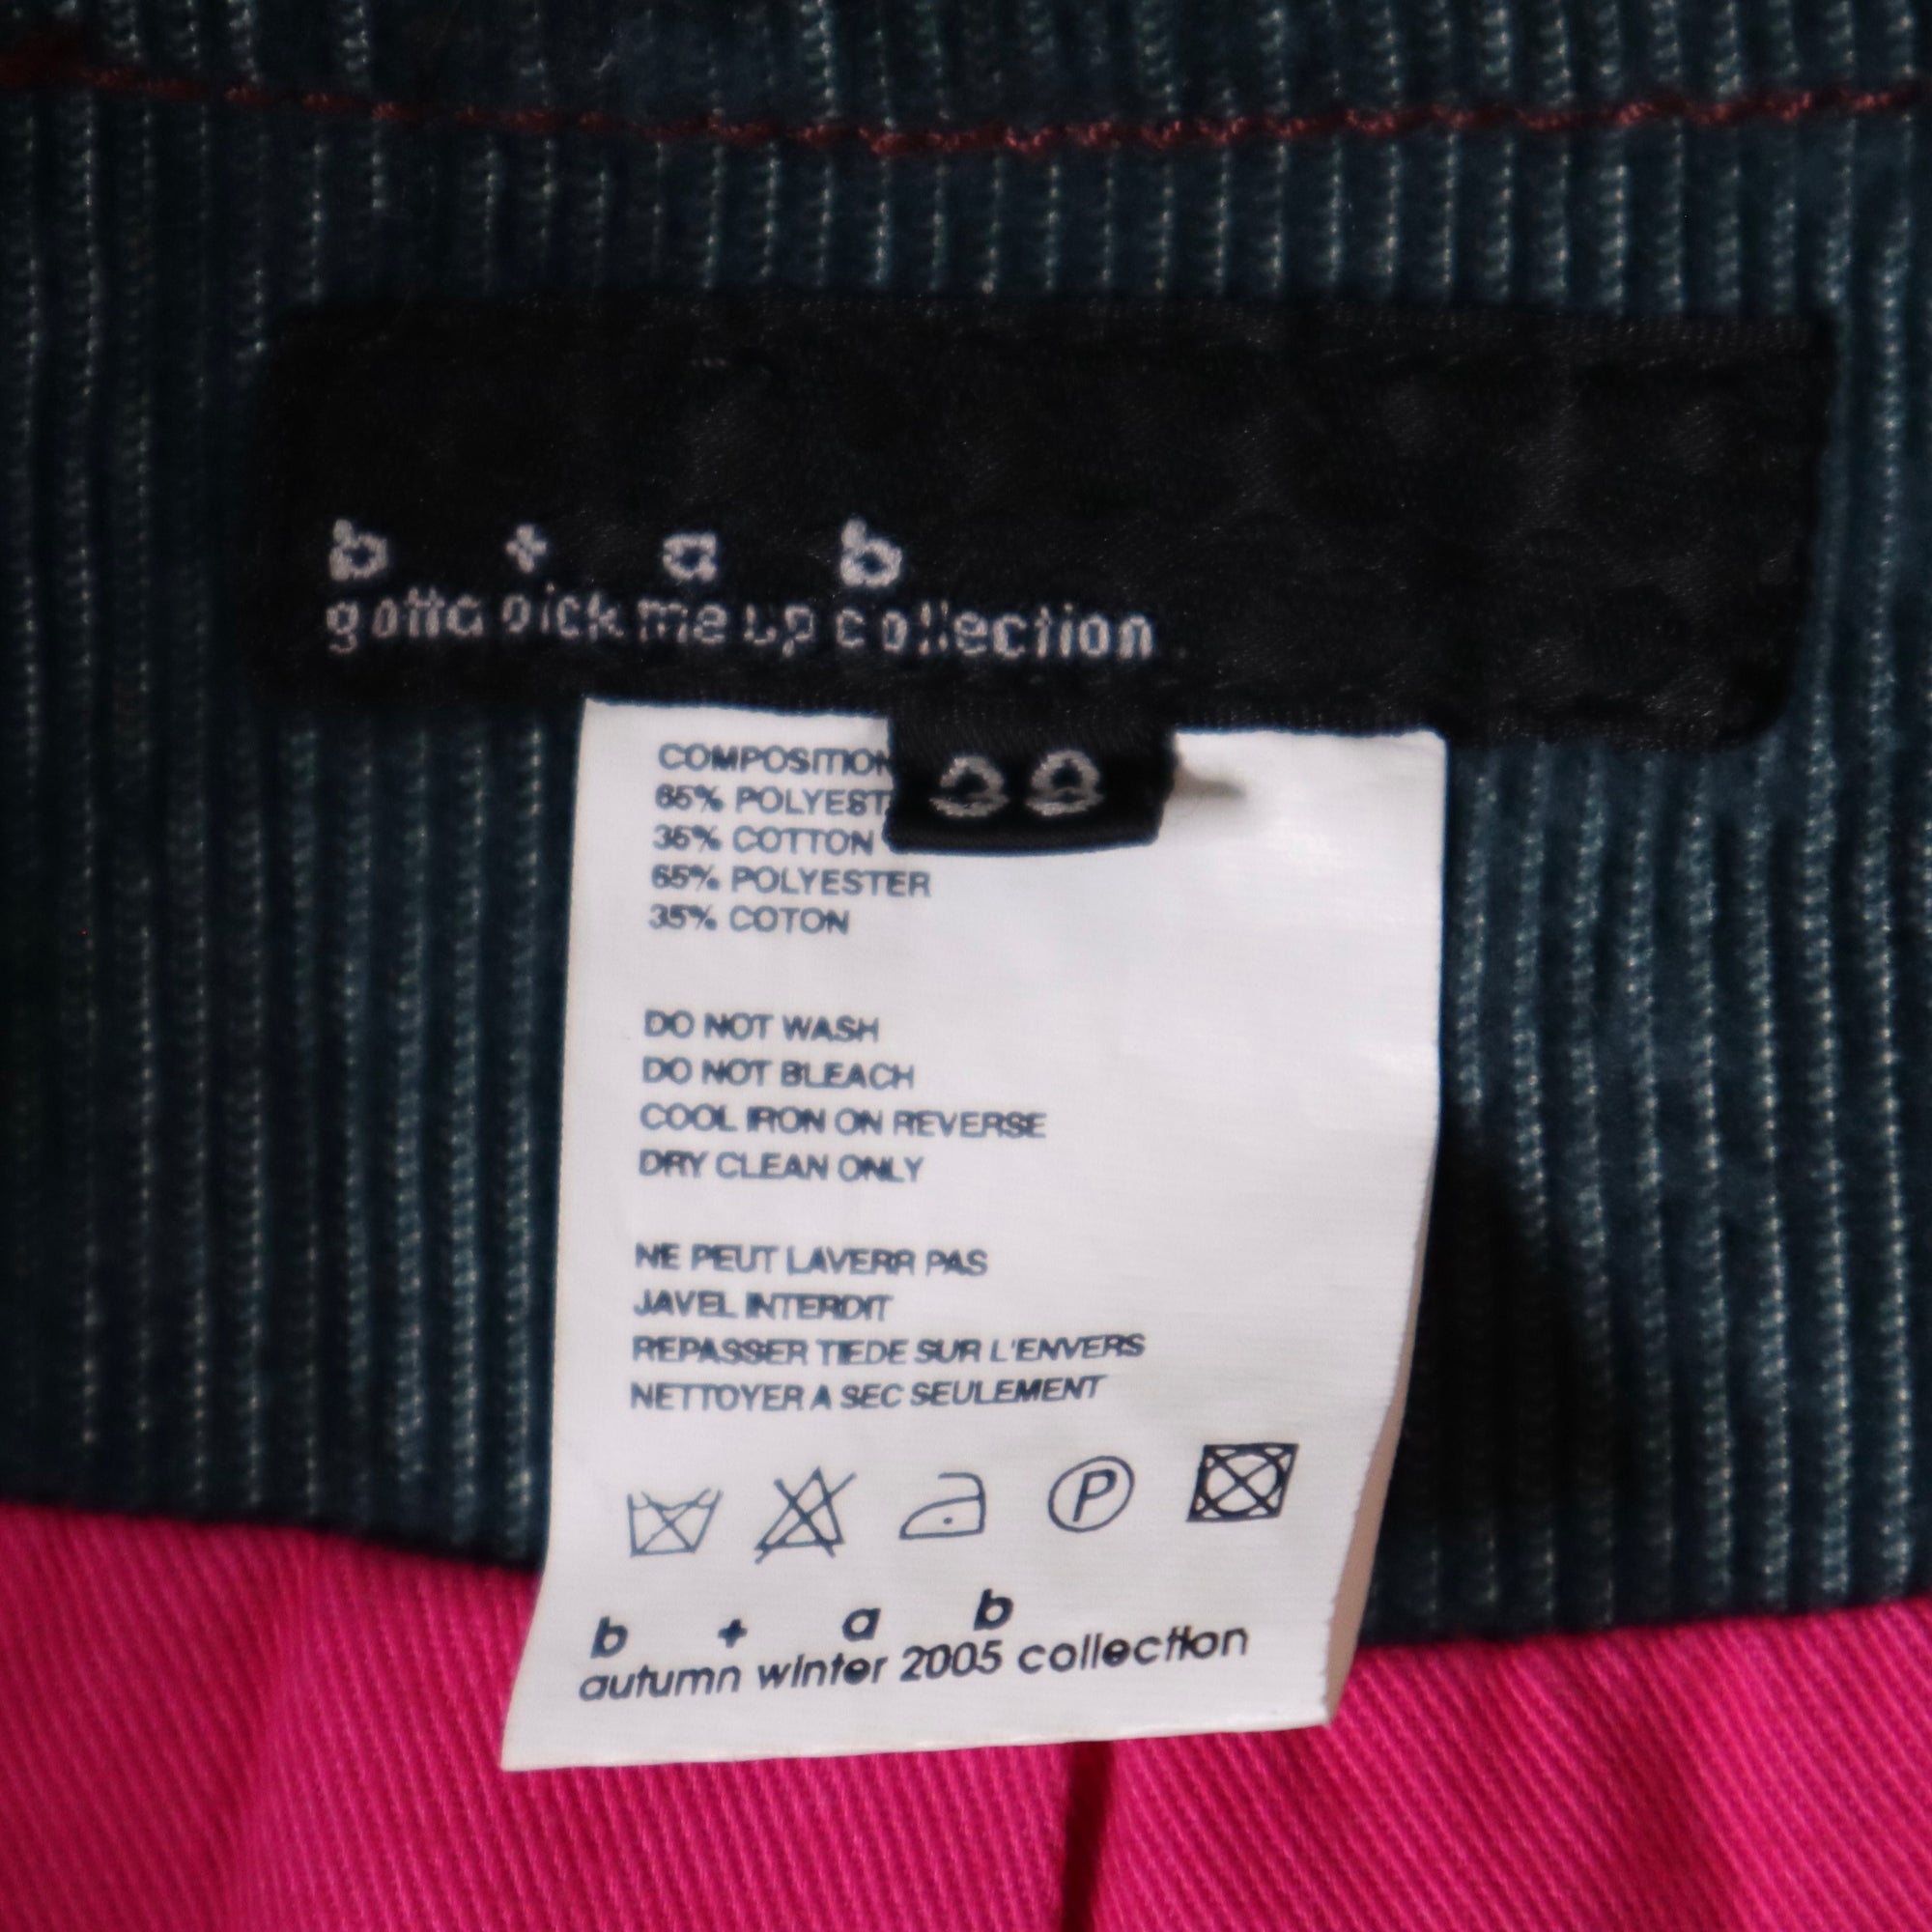 b + a b
gotta pick me up collection
COMPOSITION
65% POLYEST
35% COTTON
65% POLYESTER
35% COTON
DO NOT WASH
DO NOT BLEACH
COOL IRON ON REVERSE
DRY CLEAN ONLY
NE PEUT LAVERR PAS
JAVEL INTERDIT
REPASSER TIEDE SUR L'ENVERS
NETTOYER A SEC SEULEMENT
P
b + a b
autumn winter 2005 collection